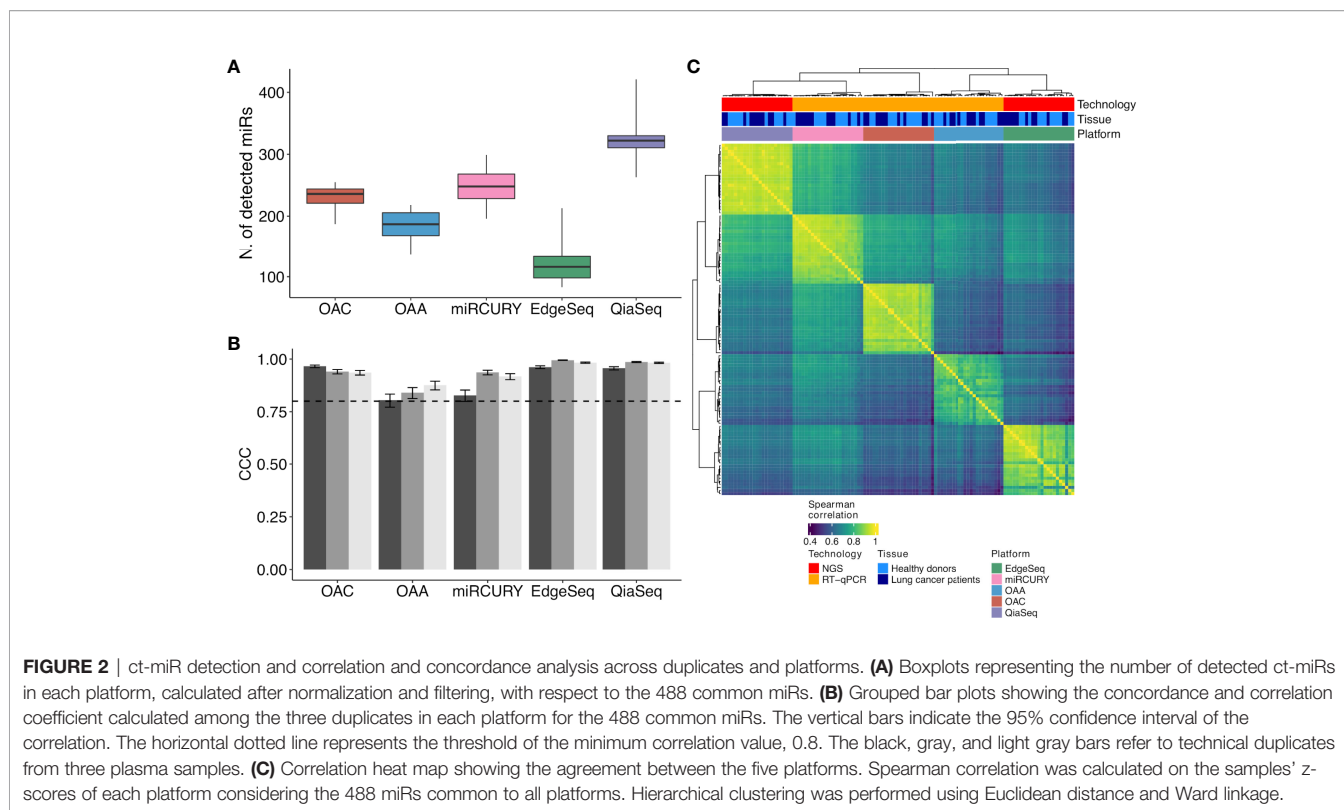 A
N. of detected miRs
400
300
200
100
OAC OAA miRCURY EdgeSeq QiaSeq
B
CCC
1.00
0.75
0.50
0.25
0.00
OAC OAA miRCURY EdgeSeq QiaSeq
C
Technology
Tissue
Platform
Spearman
correlation
0.4 0.6 0.8 1
Technology
NGS
RT−qPCR
Tissue
Healthy donors
Lung cancer patients
Platform
EdgeSeq
miRCURY
OAA
OAC
QiaSeq
FIGURE 2 | ct-miR detection and correlation and concordance analysis across duplicates and platforms. (A) Boxplots representing the number of detected ct-miRs
in each platform, calculated after normalization and filtering, with respect to the 488 common miRs. (B) Grouped bar plots showing the concordance and correlation
coefficient calculated among the three duplicates in each platform for the 488 common miRs. The vertical bars indicate the 95% confidence interval of the
correlation. The horizontal dotted line represents the threshold of the minimum correlation value, 0.8. The black, gray, and light gray bars refer to technical duplicates
from three plasma samples. (C) Correlation heat map showing the agreement between the five platforms. Spearman correlation was calculated on the samples’ z-
scores of each platform considering the 488 miRs common to all platforms. Hierarchical clustering was performed using Euclidean distance and Ward linkage.